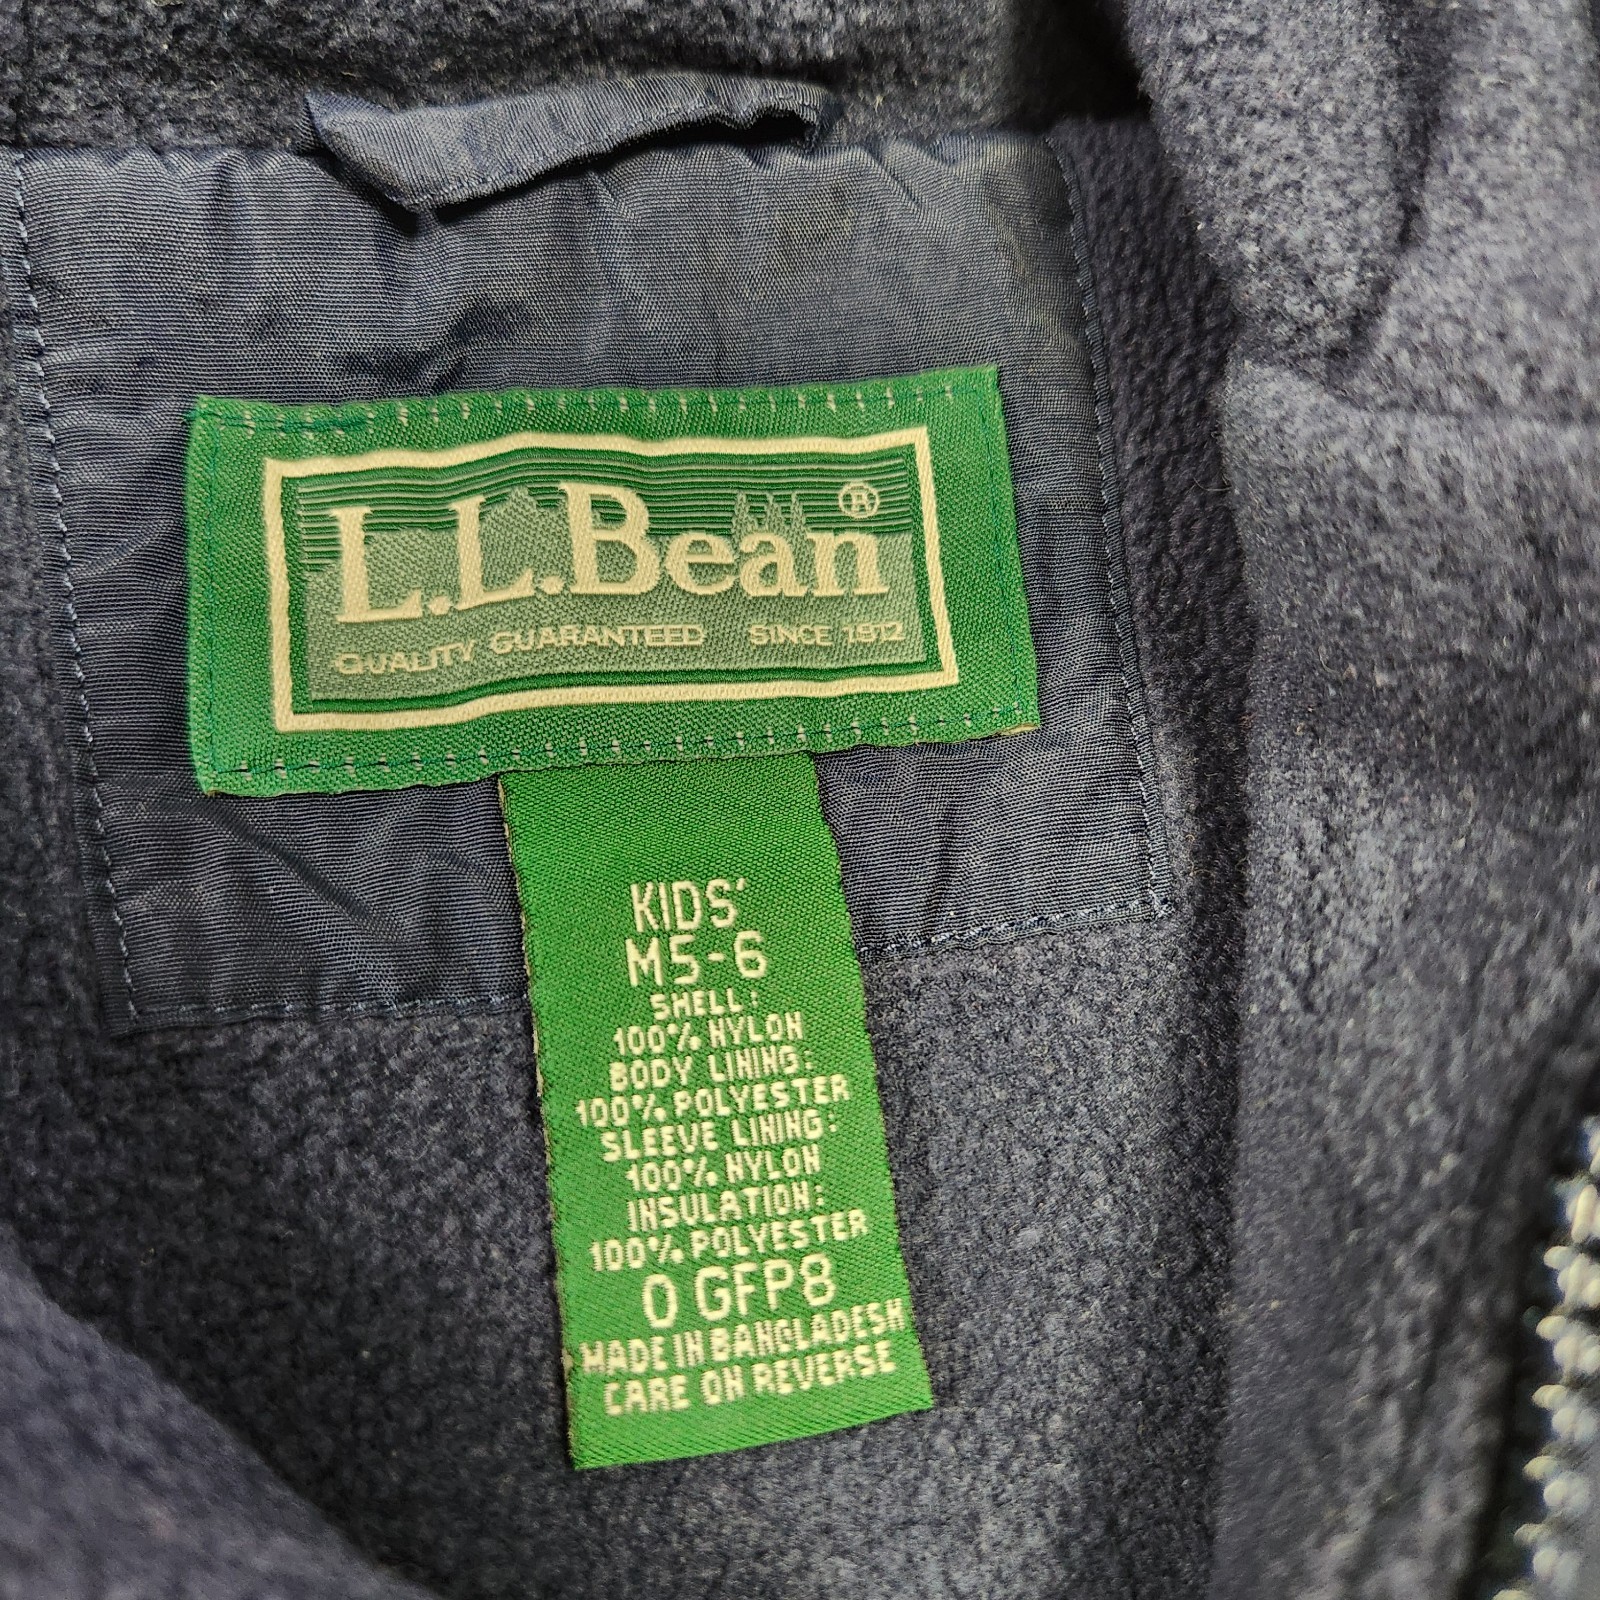 L.L.Bean®
QUALITY GUARANTEED SINCE 1912
KIDS'
M5-6
SHELL:
100% NYLON
BODY LINING:
100% POLYESTER
SLEEVE LINING:
100% NYLON
INSULATION:
100% POLYESTER
0 GFP8
MADE IN BANGLADESH
CARE ON REVERSE